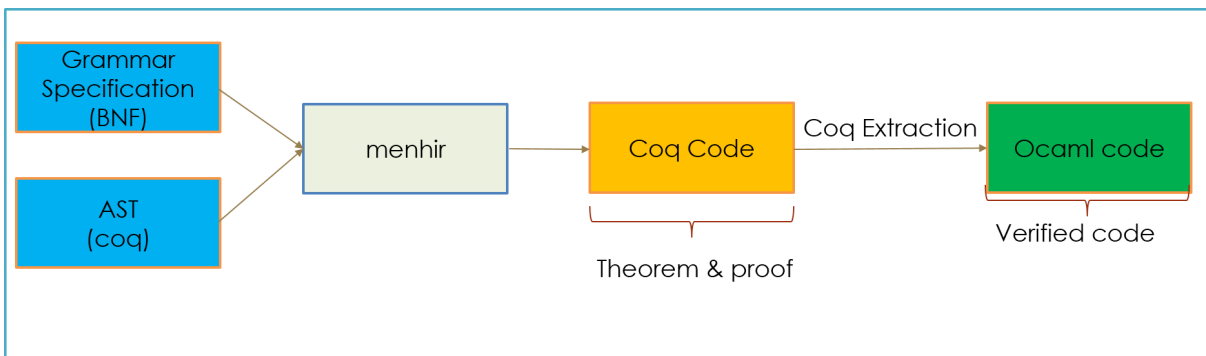 Grammar
Specification
(BNF)
AST
(coq)
menhir
Coq Code
Theorem & proof
Coq Extraction
Ocaml code
Verified code